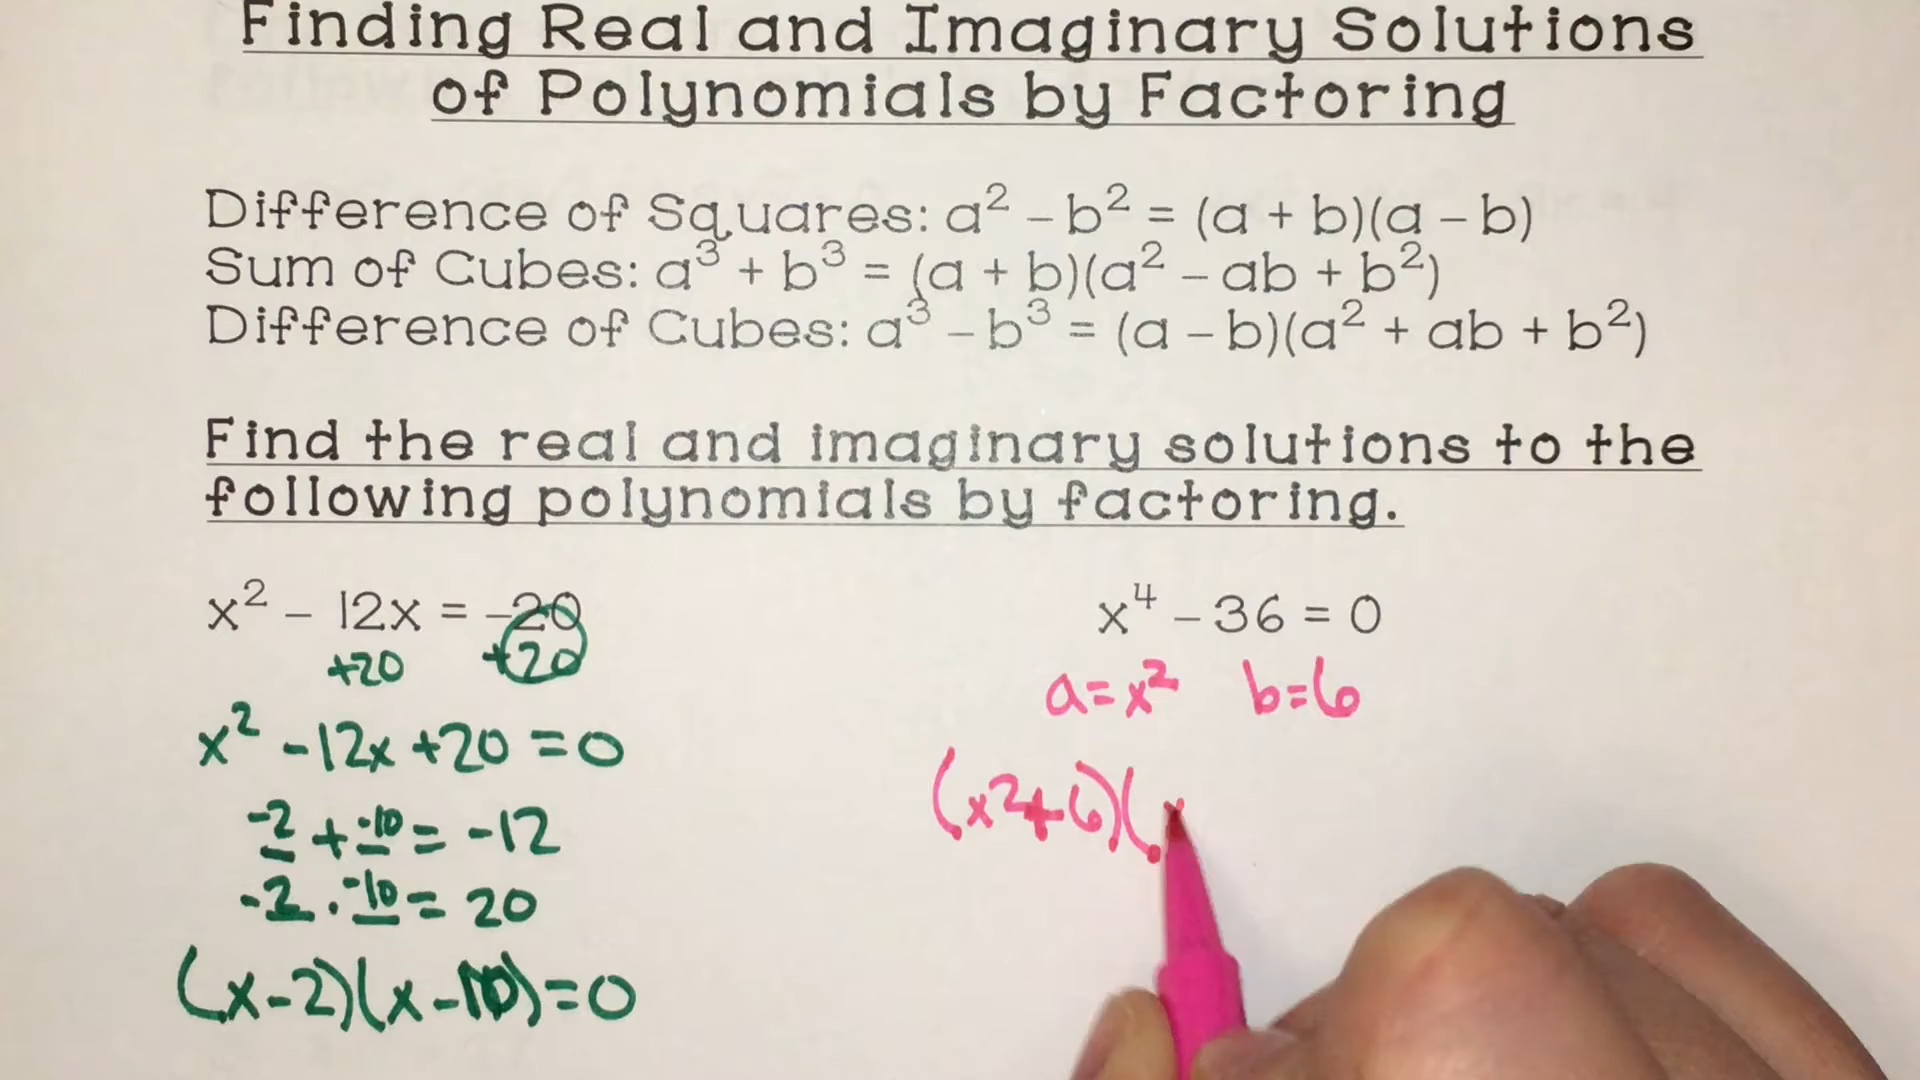 Finding Real and Imaginary Solutions
of Polynomials by Factoring
Difference of Squares: a² - b² = (a + b)(a - b)
Sum of Cubes: a³ + b³ = (a + b)(a² - ab + b²)
Difference of Cubes: a³ - b³ = (a - b)(a² + ab + b²)
Find the real and imaginary solutions to the
following polynomials by factoring.
x² - 12x = -20
+20 +20
x² - 12x + 20 = 0
-2 + -10 = -12
-2 · -10 = 20
(x-2)(x-10)=0
x⁴ - 36 = 0
a=x² b=6
(x²+6)(x